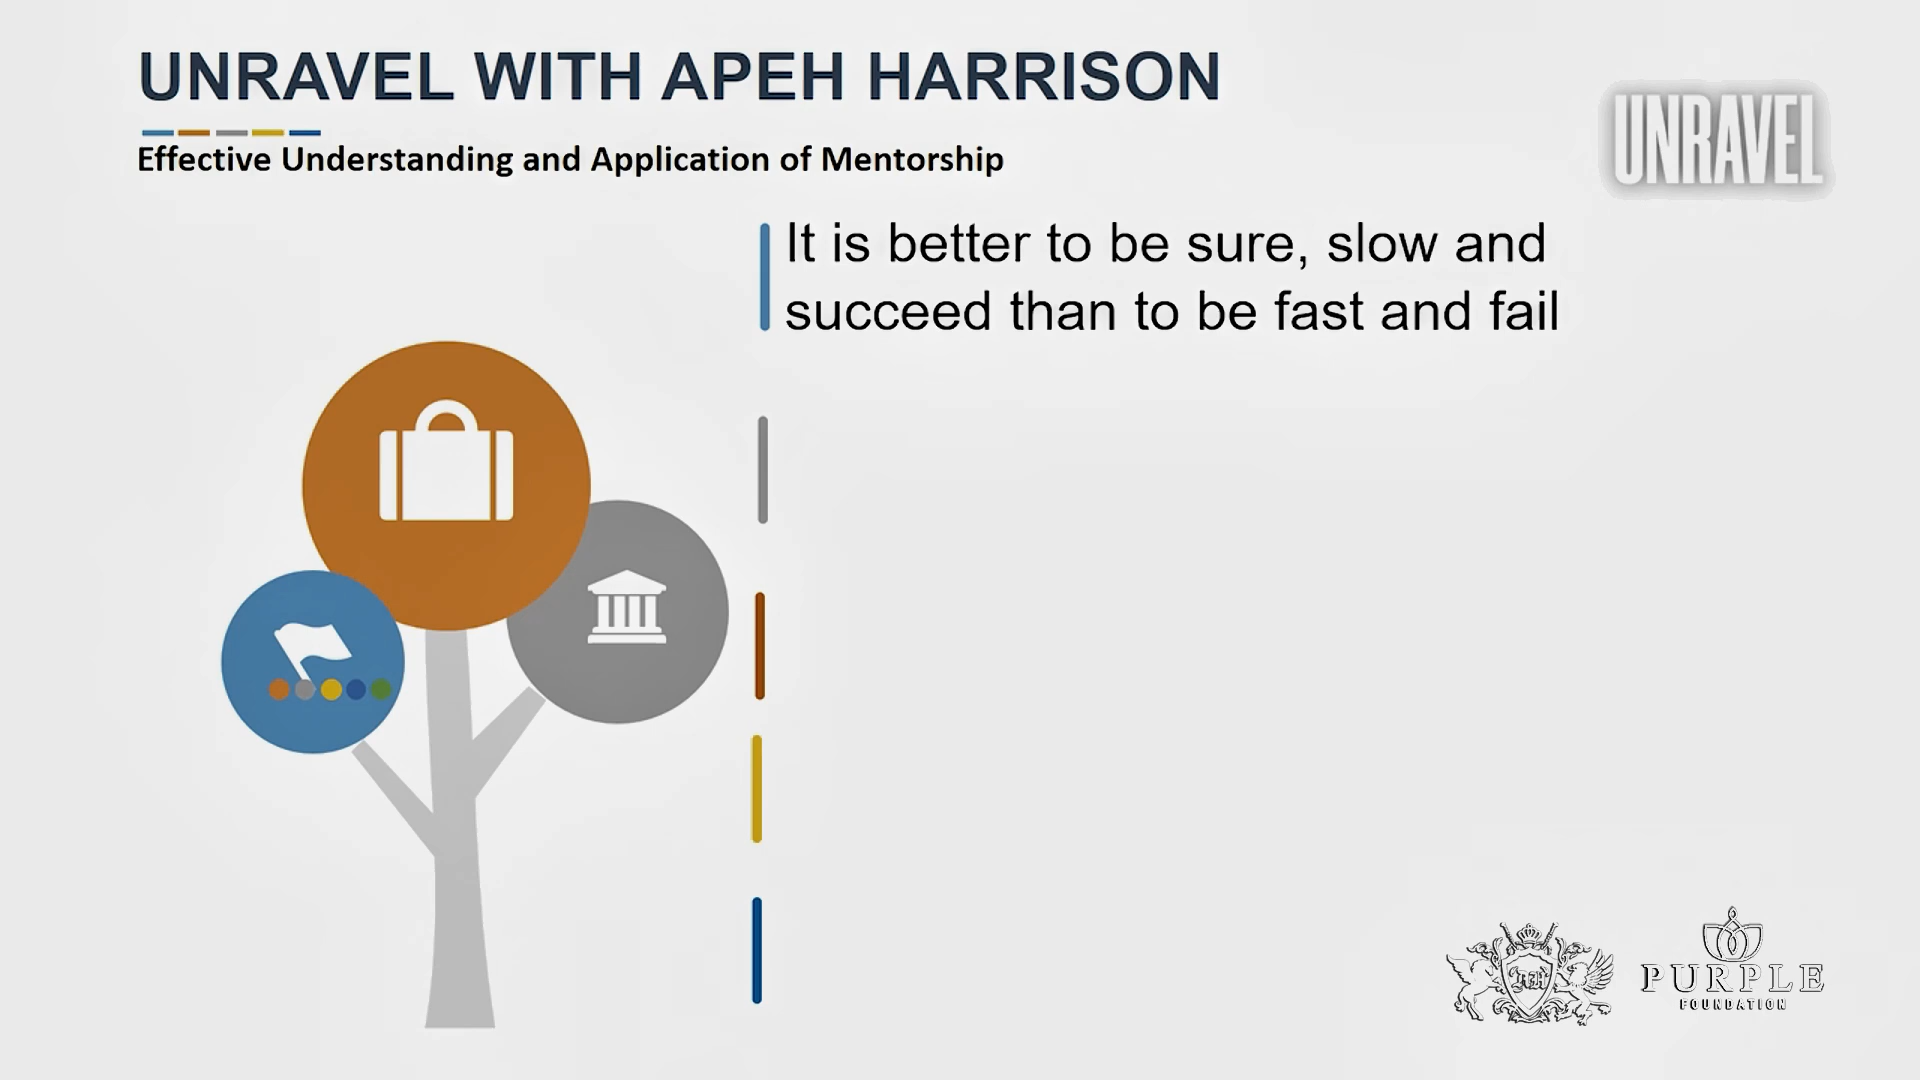 UNRAVEL WITH APEH HARRISON
UNRAVEL
Effective Understanding and Application of Mentorship
It is better to be sure, slow and
succeed than to be fast and fail
PURPLE
FOUNDATION